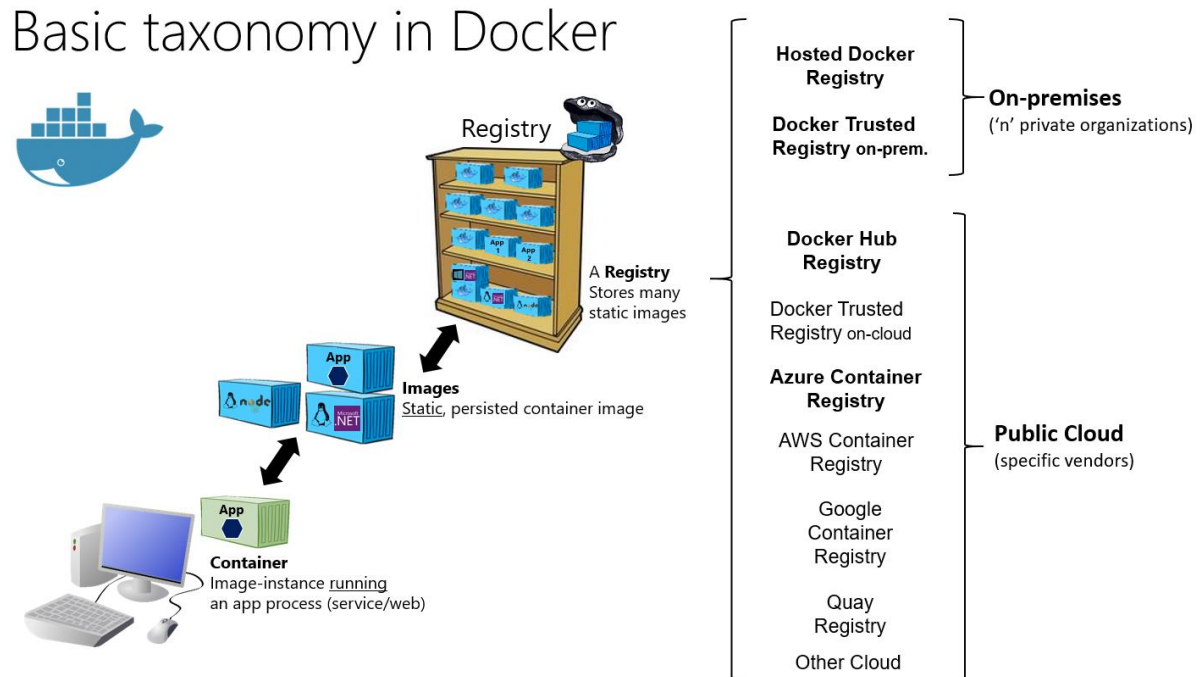 Basic taxonomy in Docker
Registry
App
1
App
2
.NET
.NET
node
A Registry
Stores many
static images
App
node
Microsoft
.NET
Images
Static, persisted container image
App
Container
Image-instance running
an app process (service/web)
Hosted Docker
Registry
Docker Trusted
Registry on-prem.
On-premises
('n' private organizations)
Docker Hub
Registry
Docker Trusted
Registry on-cloud
Azure Container
Registry
AWS Container
Registry
Google
Container
Registry
Quay
Registry
Other Cloud
Public Cloud
(specific vendors)